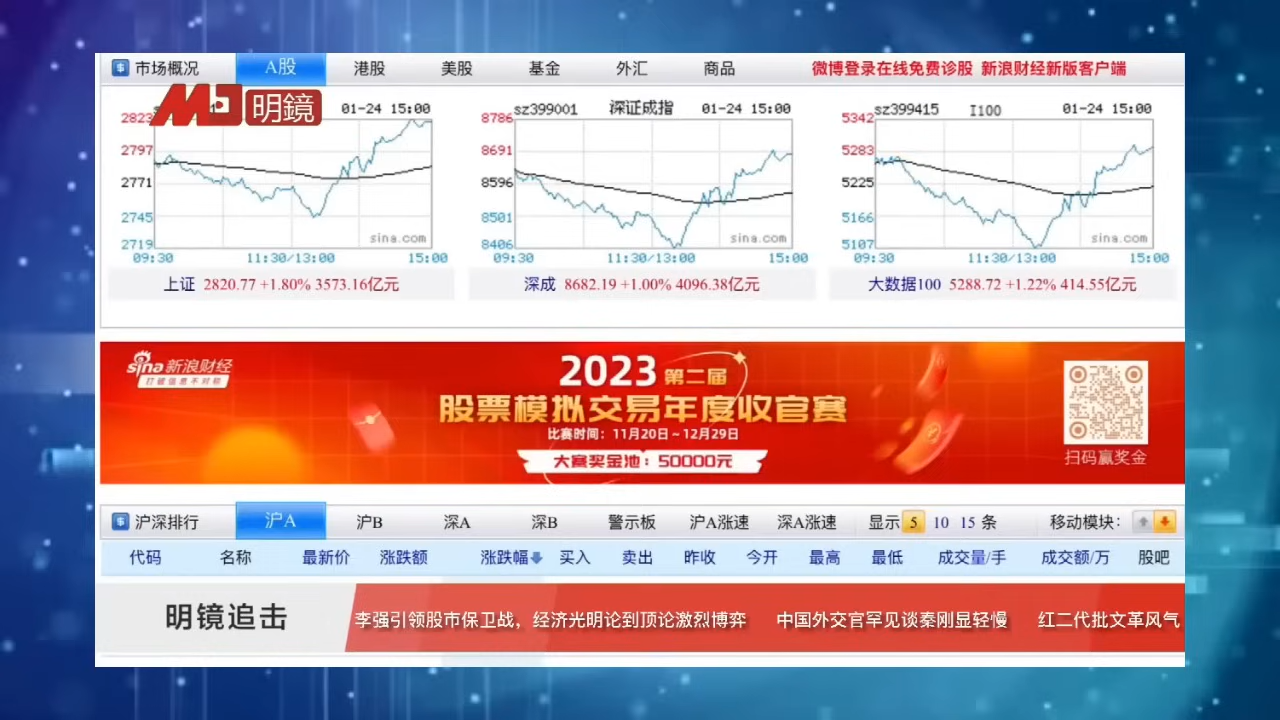 市场概况 A股 港股 美股 基金 外汇 商品 微博登录在线免费诊股 新浪财经新版客户端
明鏡
01-24 15:00
2823
2797
2771
2745
2719
09:30 11:30/13:00 15:00
sina.com
sz399001 深证成指 01-24 15:00
8786
8691
8596
8501
8406
09:30 11:30/13:00 15:00
sina.com
sz399415 I100 01-24 15:00
5342
5283
5225
5166
5107
09:30 11:30/13:00 15:00
sina.com
上证 2820.77 +1.80% 3573.16亿元
深成 8682.19 +1.00% 4096.38亿元
大数据100 5288.72 +1.22% 414.55亿元
sina 新浪财经
打破信息不对称
2023 第二届
股票模拟交易年度收官赛
比赛时间：11月20日~12月29日
大赛奖金池：50000元
扫码赢奖金
沪深排行 沪A 沪B 深A 深B 警示板 沪A涨速 深A涨速 显示 5 10 15 条 移动模块：
代码 名称 最新价 涨跌额 涨跌幅 买入 卖出 昨收 今开 最高 最低 成交量/手 成交额/万 股吧
明镜追击 李强引领股市保卫战，经济光明论到顶论激烈博弈 中国外交官罕见谈秦刚显轻慢 红二代批文革风气